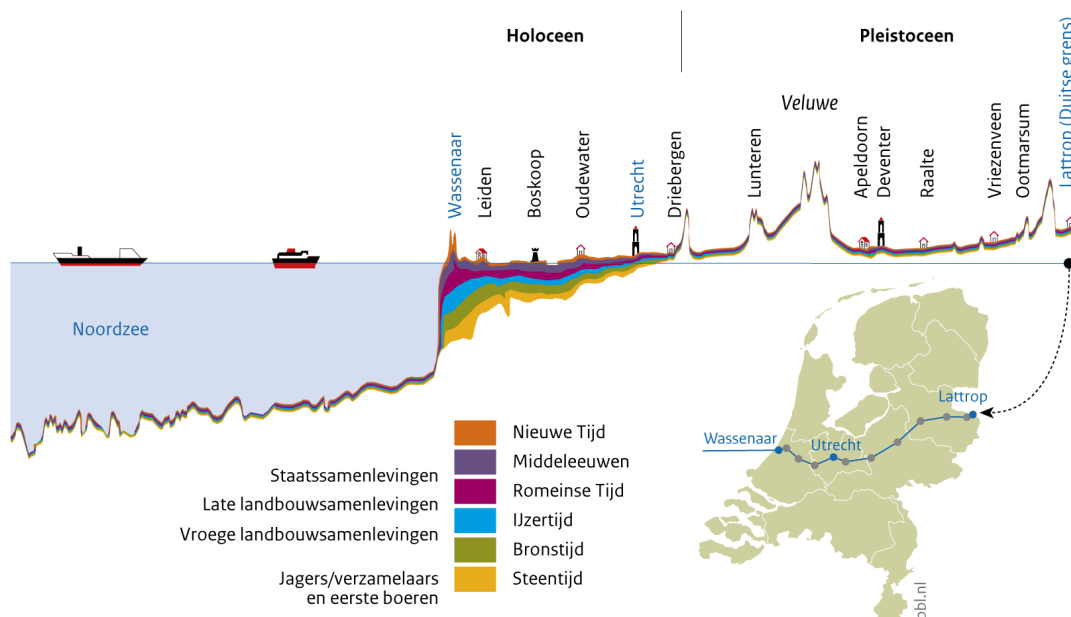 Holoceen
Pleistoceen
Veluwe
Wassenaar
Leiden
Boskoop
Oudewater
Utrecht
Driebergen
Lunteren
Apeldoorn
Deventer
Raalte
Vriezenveen
Ootmarsum
Lattrop (Duitse grens)
Noordzee
Nieuwe Tijd
Middeleeuwen
Romeinse Tijd
IJzertijd
Bronstijd
Steentijd
Staatssamenlevingen
Late landbouwsamenlevingen
Vroege landbouwsamenlevingen
Jagers/verzamelaars
en eerste boeren
Wassenaar
Utrecht
Lattrop
pbl.nl